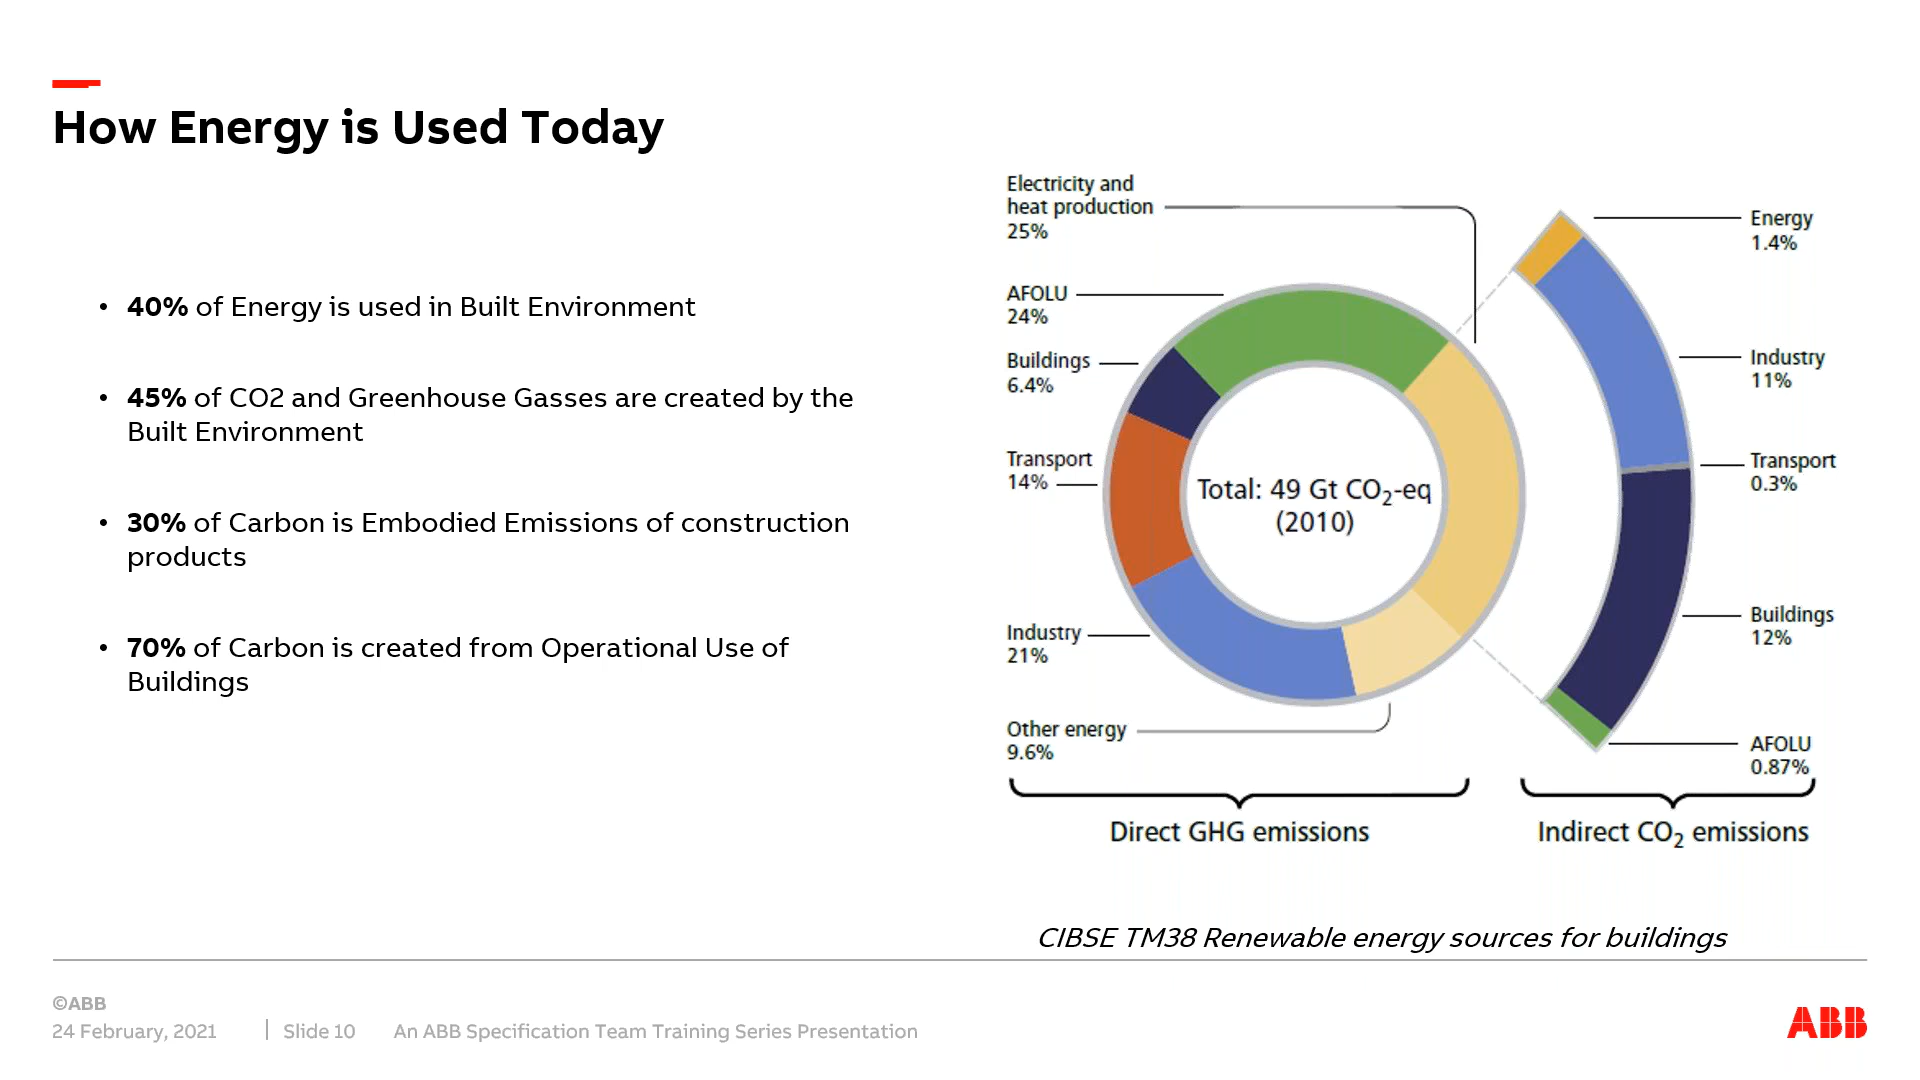 How Energy is Used Today
• 40% of Energy is used in Built Environment
• 45% of CO2 and Greenhouse Gasses are created by the
Built Environment
• 30% of Carbon is Embodied Emissions of construction
products
• 70% of Carbon is created from Operational Use of
Buildings
Electricity and
heat production
25%
AFOLU
24%
Buildings
6.4%
Transport
14%
Industry
21%
Other energy
9.6%
Total: 49 Gt CO₂-eq
(2010)
Energy
1.4%
Industry
11%
Transport
0.3%
Buildings
12%
AFOLU
0.87%
Direct GHG emissions
Indirect CO₂ emissions
CIBSE TM38 Renewable energy sources for buildings
©ABB
24 February, 2021 | Slide 10 An ABB Specification Team Training Series Presentation
ABB